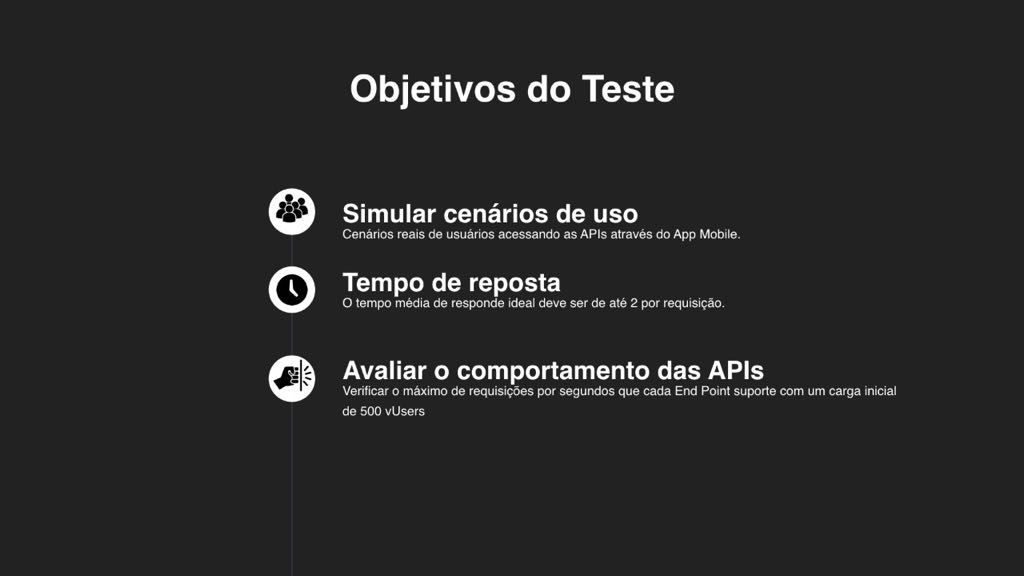 Objetivos do Teste
Simular cenários de uso
Cenários reais de usuários acessando as APIs através do App Mobile.
Tempo de reposta
O tempo média de responde ideal deve ser de até 2 por requisição.
Avaliar o comportamento das APIs
Verificar o máximo de requisições por segundos que cada End Point suporte com um carga inicial
de 500 vUsers